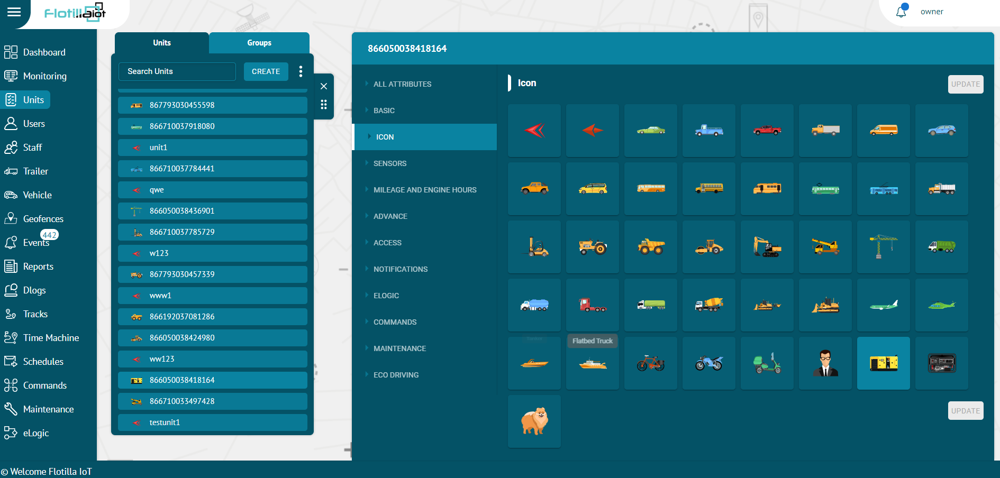 Flotillaiot
owner
Dashboard
Monitoring
Units
Users
Staff
Trailer
Vehicle
Geofences
442
Events
Reports
Dlogs
Tracks
Time Machine
Schedules
Commands
Maintenance
eLogic
Units
Groups
Search Units
CREATE
867793030455598
866710037918080
unit1
866710037784441
qwe
866050038436901
866710037785729
w123
867793030457339
www1
866192037081286
866050038424980
ww123
866050038418164
866710033497428
testunit1
866050038418164
ALL ATTRIBUTES
BASIC
ICON
SENSORS
MILEAGE AND ENGINE HOURS
ADVANCE
ACCESS
NOTIFICATIONS
ELOGIC
COMMANDS
MAINTENANCE
ECO DRIVING
Icon
UPDATE
Flatbed Truck
UPDATE
© Welcome Flotilla IoT